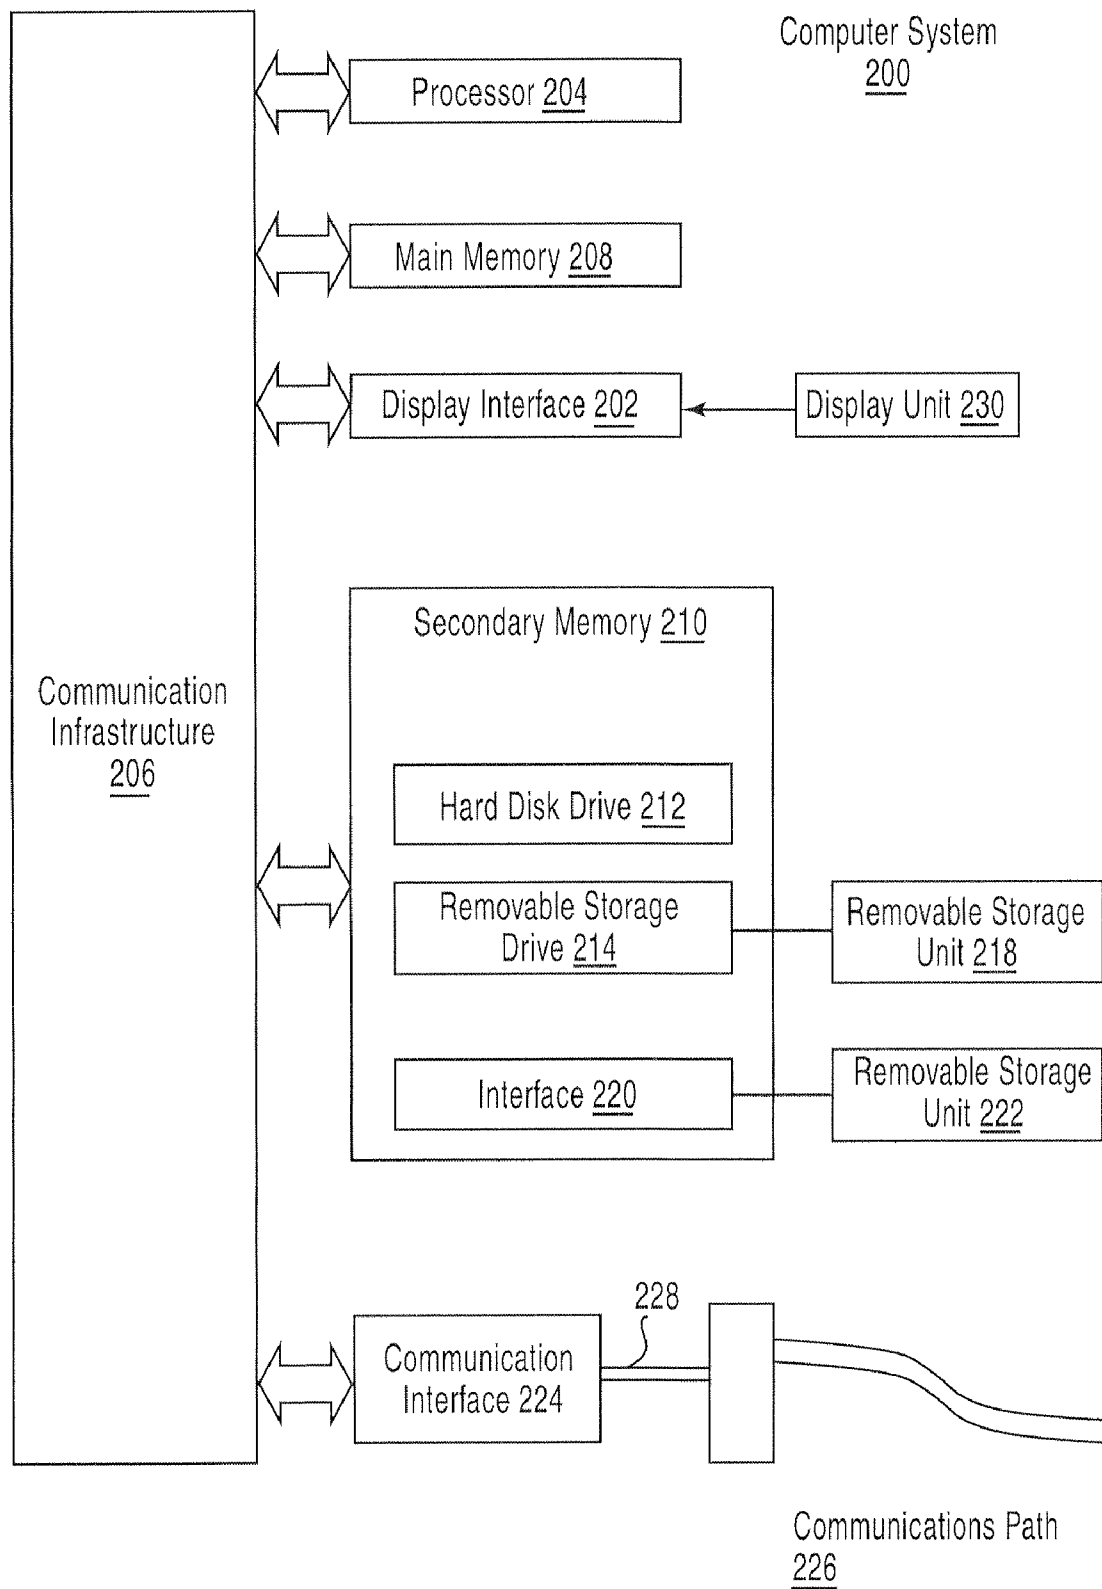 Computer System
200
Processor 204
Main Memory 208
Display Interface 202
Display Unit 230
Secondary Memory 210
Communication
Infrastructure
206
Hard Disk Drive 212
Removable Storage
Drive 214
Removable Storage
Unit 218
Interface 220
Removable Storage
Unit 222
228
Communication
Interface 224
Communications Path
226